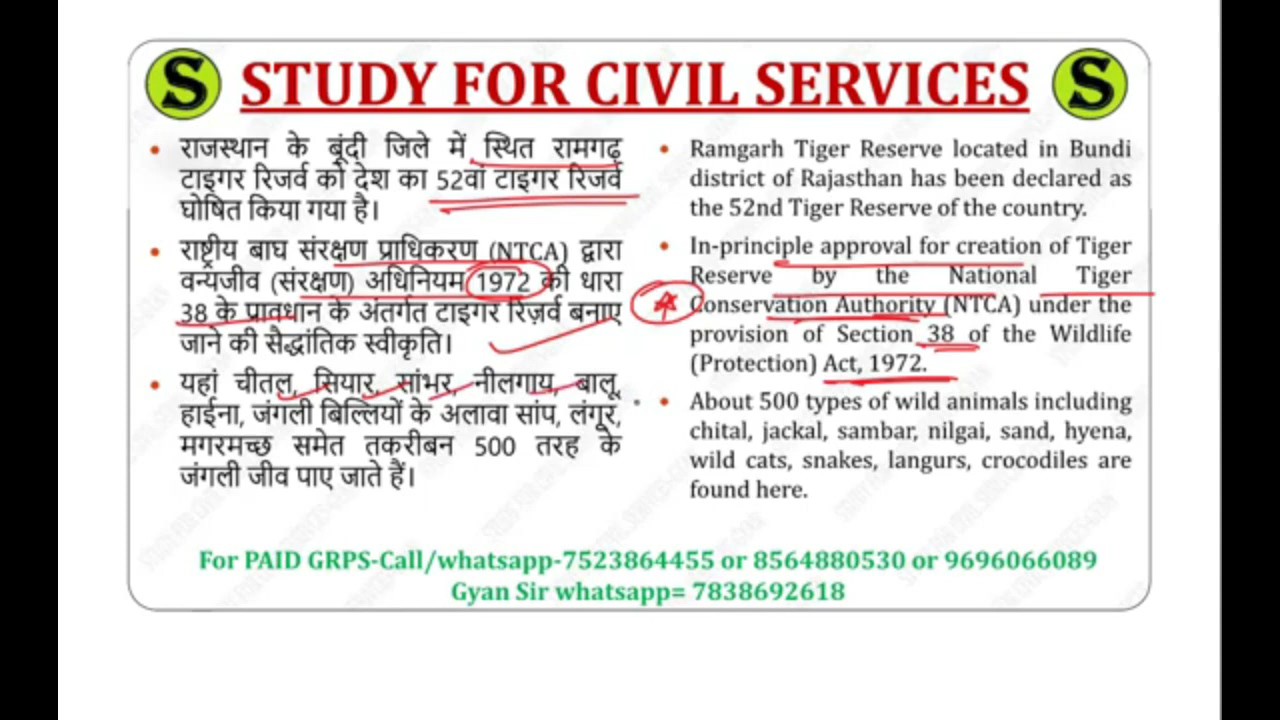 S STUDY FOR CIVIL SERVICES S
• राजस्थान के बूंदी जिले में स्थित रामगढ़
टाइगर रिजर्व को देश का 52वां टाइगर रिजर्व
घोषित किया गया है।
• राष्ट्रीय बाघ संरक्षण प्राधिकरण (NTCA) द्वारा
वन्यजीव (संरक्षण) अधिनियम 1972 की धारा
38 के प्रावधान के अंतर्गत टाइगर रिज़र्व बनाए
जाने की सैद्धांतिक स्वीकृति।
• यहां चीतल, सियार, सांभर, नीलगाय, बालू,
हाईना, जंगली बिल्लियों के अलावा सांप, लंगूर,
मगरमच्छ समेत तकरीबन 500 तरह के
जंगली जीव पाए जाते हैं।
• Ramgarh Tiger Reserve located in Bundi
district of Rajasthan has been declared as
the 52nd Tiger Reserve of the country.
• In-principle approval for creation of Tiger
Reserve by the National Tiger
Conservation Authority (NTCA) under the
provision of Section 38 of the Wildlife
(Protection) Act, 1972.
• About 500 types of wild animals including
chital, jackal, sambar, nilgai, sand, hyena,
wild cats, snakes, langurs, crocodiles are
found here.
For PAID GRPS-Call/whatsapp-7523864455 or 8564880530 or 9696066089
Gyan Sir whatsapp= 7838692618